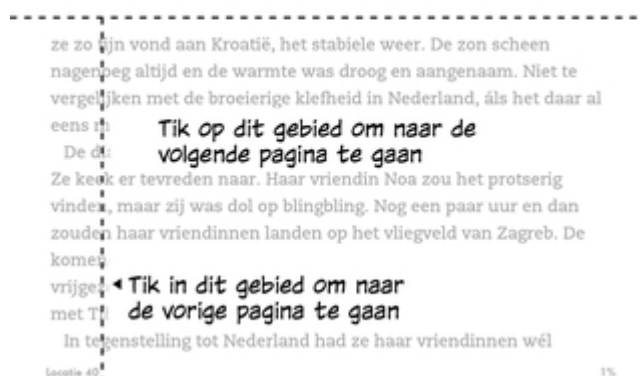 ze zo fijn vond aan Kroatië, het stabiele weer. De zon scheen
nagenoeg altijd en de warmte was droog en aangenaam. Niet te
vergelijken met de broeierige klefheid in Nederland, áls het daar al
eens
Tik op dit gebied om naar de
De
volgende pagina te gaan
Ze keek er tevreden naar. Haar vriendin Noa zou het protserig
vinden, maar zij was dol op blingbling. Nog een paar uur en dan
zouden haar vriendinnen landen op het vliegveld van Zagreb. De
komen
Tik in dit gebied om naar
de vorige pagina te gaan
met
In tegenstelling tot Nederland had ze haar vriendinnen wél
Locatie 40
1%